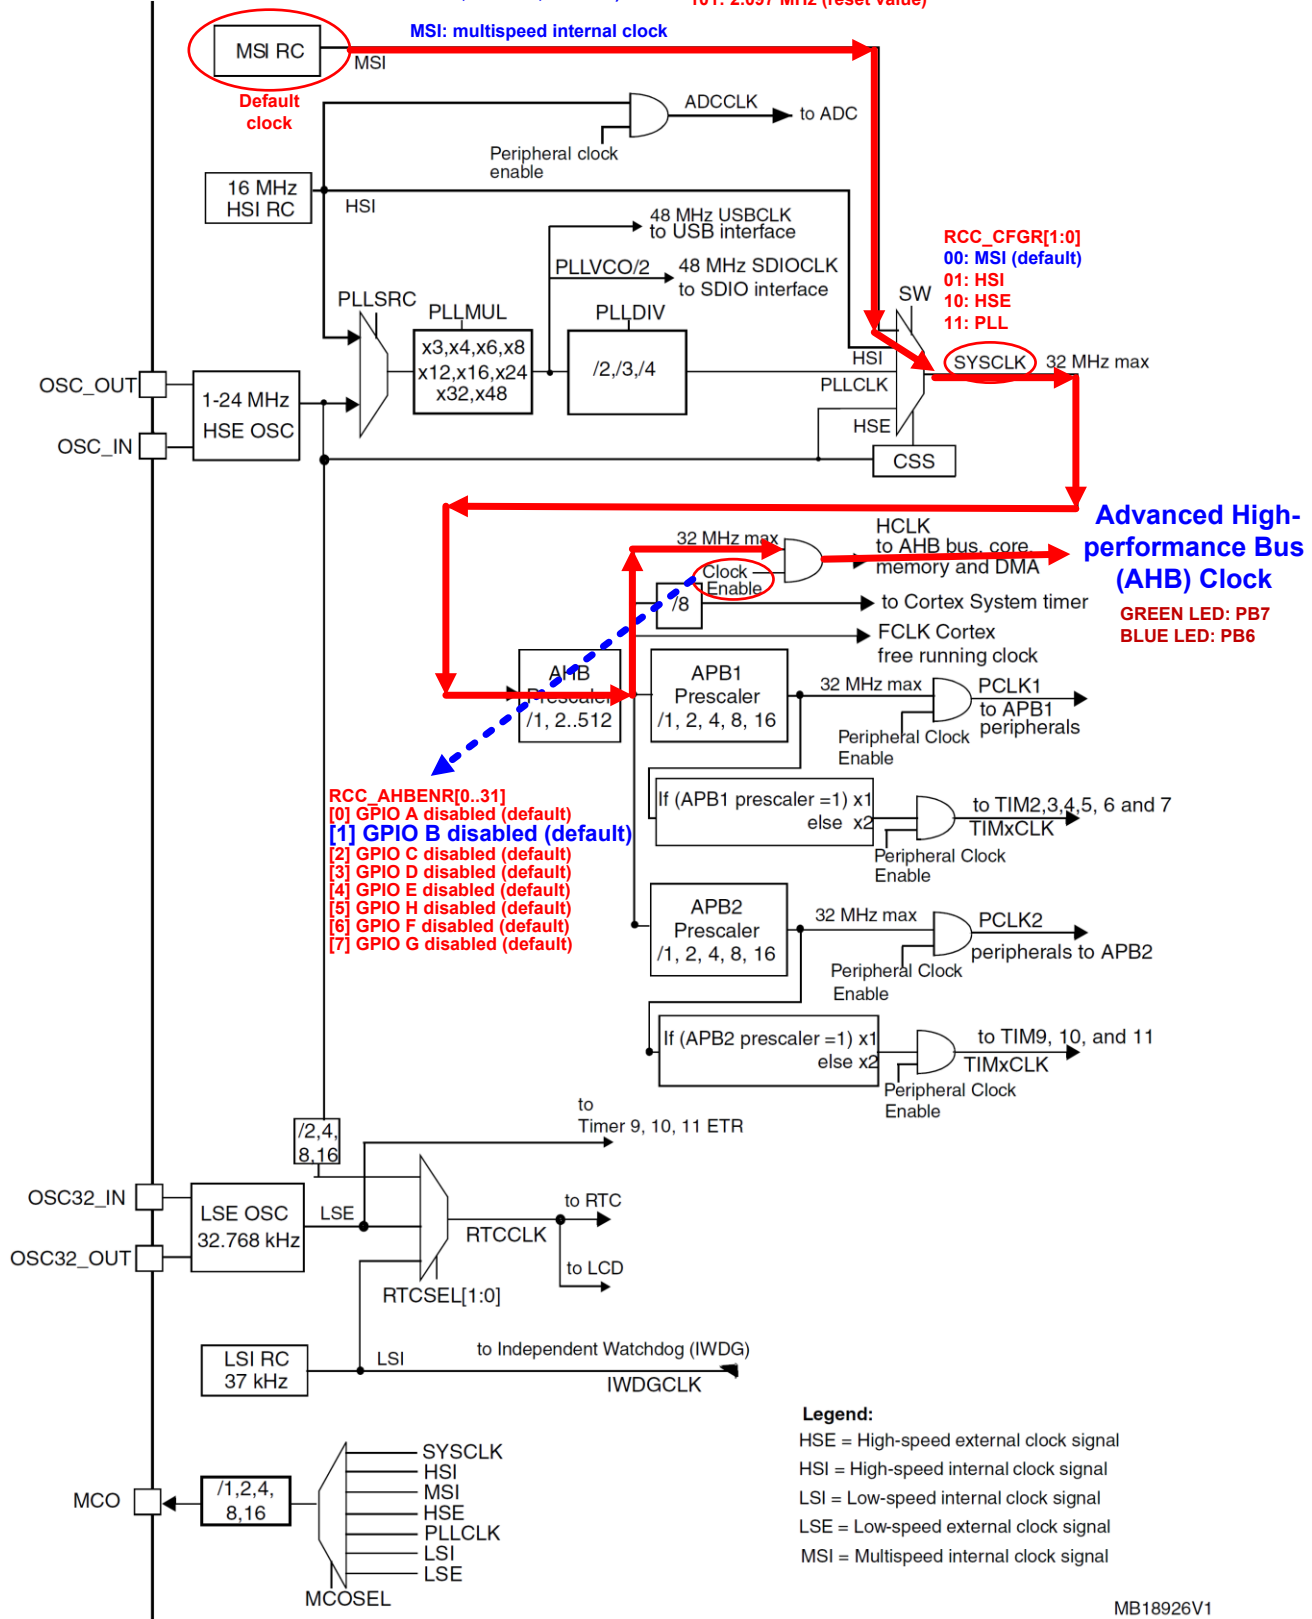 101: 2.097 MHz (reset value)
MSI: multispeed internal clock
MSI RC
MSI
Default
clock
ADCCLK
to ADC
Peripheral clock
enable
16 MHz
HSI RC
HSI
48 MHz USBCLK
to USB interface
PLLVCO/2
48 MHz SDIOCLK
to SDIO interface
RCC_CFGR[1:0]
00: MSI (default)
01: HSI
10: HSE
11: PLL
SW
PLLSRC
PLLMUL
PLLDIV
x3,x4,x6,x8
x12,x16,x24
x32,x48
/2,/3,/4
HSI
PLLCLK
HSE
SYSCLK
32 MHz max
OSC_OUT
1-24 MHz
HSE OSC
OSC_IN
CSS
Advanced High-
performance Bus
(AHB) Clock
GREEN LED: PB7
BLUE LED: PB6
32 MHz max
HCLK
to AHB bus, core,
memory and DMA
Clock
Enable
/8
to Cortex System timer
FCLK Cortex
free running clock
AHB
Prescaler
/1, 2..512
APB1
Prescaler
/1, 2, 4, 8, 16
32 MHz max
PCLK1
to APB1
peripherals
Peripheral Clock
Enable
If (APB1 prescaler =1) x1
else x2
to TIM2,3,4,5, 6 and 7
TIMxCLK
Peripheral Clock
Enable
RCC_AHBENR[0..31]
[0] GPIO A disabled (default)
[1] GPIO B disabled (default)
[2] GPIO C disabled (default)
[3] GPIO D disabled (default)
[4] GPIO E disabled (default)
[5] GPIO H disabled (default)
[6] GPIO F disabled (default)
[7] GPIO G disabled (default)
APB2
Prescaler
/1, 2, 4, 8, 16
32 MHz max
PCLK2
peripherals to APB2
Peripheral Clock
Enable
If (APB2 prescaler =1) x1
else x2
to TIM9, 10, and 11
TIMxCLK
Peripheral Clock
Enable
/2,4,
8,16
to
Timer 9, 10, 11 ETR
OSC32_IN
LSE OSC
32.768 kHz
LSE
OSC32_OUT
to RTC
RTCCLK
to LCD
RTCSEL[1:0]
LSI RC
37 kHz
LSI
to Independent Watchdog (IWDG)
IWDGCLK
MCO
/1,2,4,
8,16
SYSCLK
HSI
MSI
HSE
PLLCLK
LSI
LSE
MCOSEL
Legend:
HSE = High-speed external clock signal
HSI = High-speed internal clock signal
LSI = Low-speed internal clock signal
LSE = Low-speed external clock signal
MSI = Multispeed internal clock signal
MB18926V1